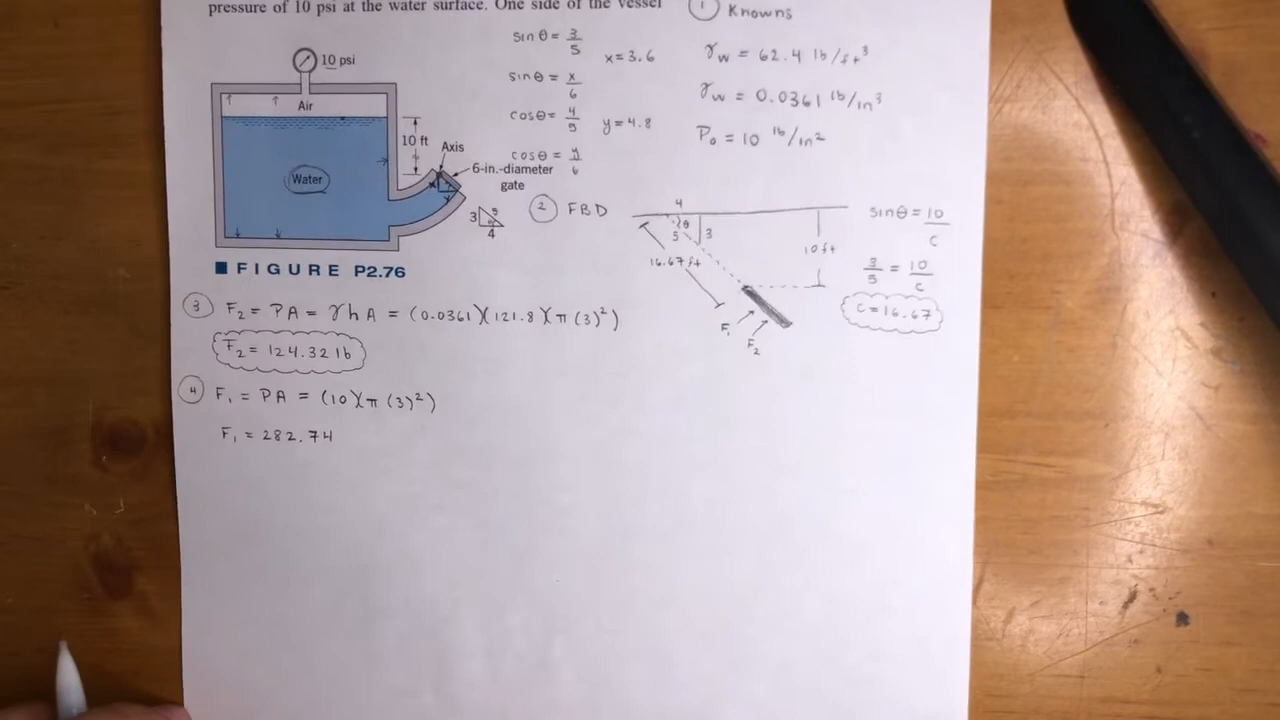 pressure of 10 psi at the water surface. One side of the vessel
1 Knowns
10 psi
Air
Water
10 ft
Axis
6-in.-diameter
gate
3 5
4
FIGURE P2.76
sin θ = 3/5
x = 3.6
sin θ = x/6
cos θ = 4/5
y = 4.8
cos θ = y/6
γw = 62.4 lb/ft³
γw = 0.0361 lb/in³
P₀ = 10 lb/in²
2 FBD
4
θ
5 3
16.67 ft
10 ft
F₁
F₂
sin θ = 10/c
3/5 = 10/c
c = 16.67
3 F₂ = PA = γhA = (0.0361)(121.8)(π(3)²)
F₂ = 124.32 lb
4 F₁ = PA = (10)(π(3)²)
F₁ = 282.74